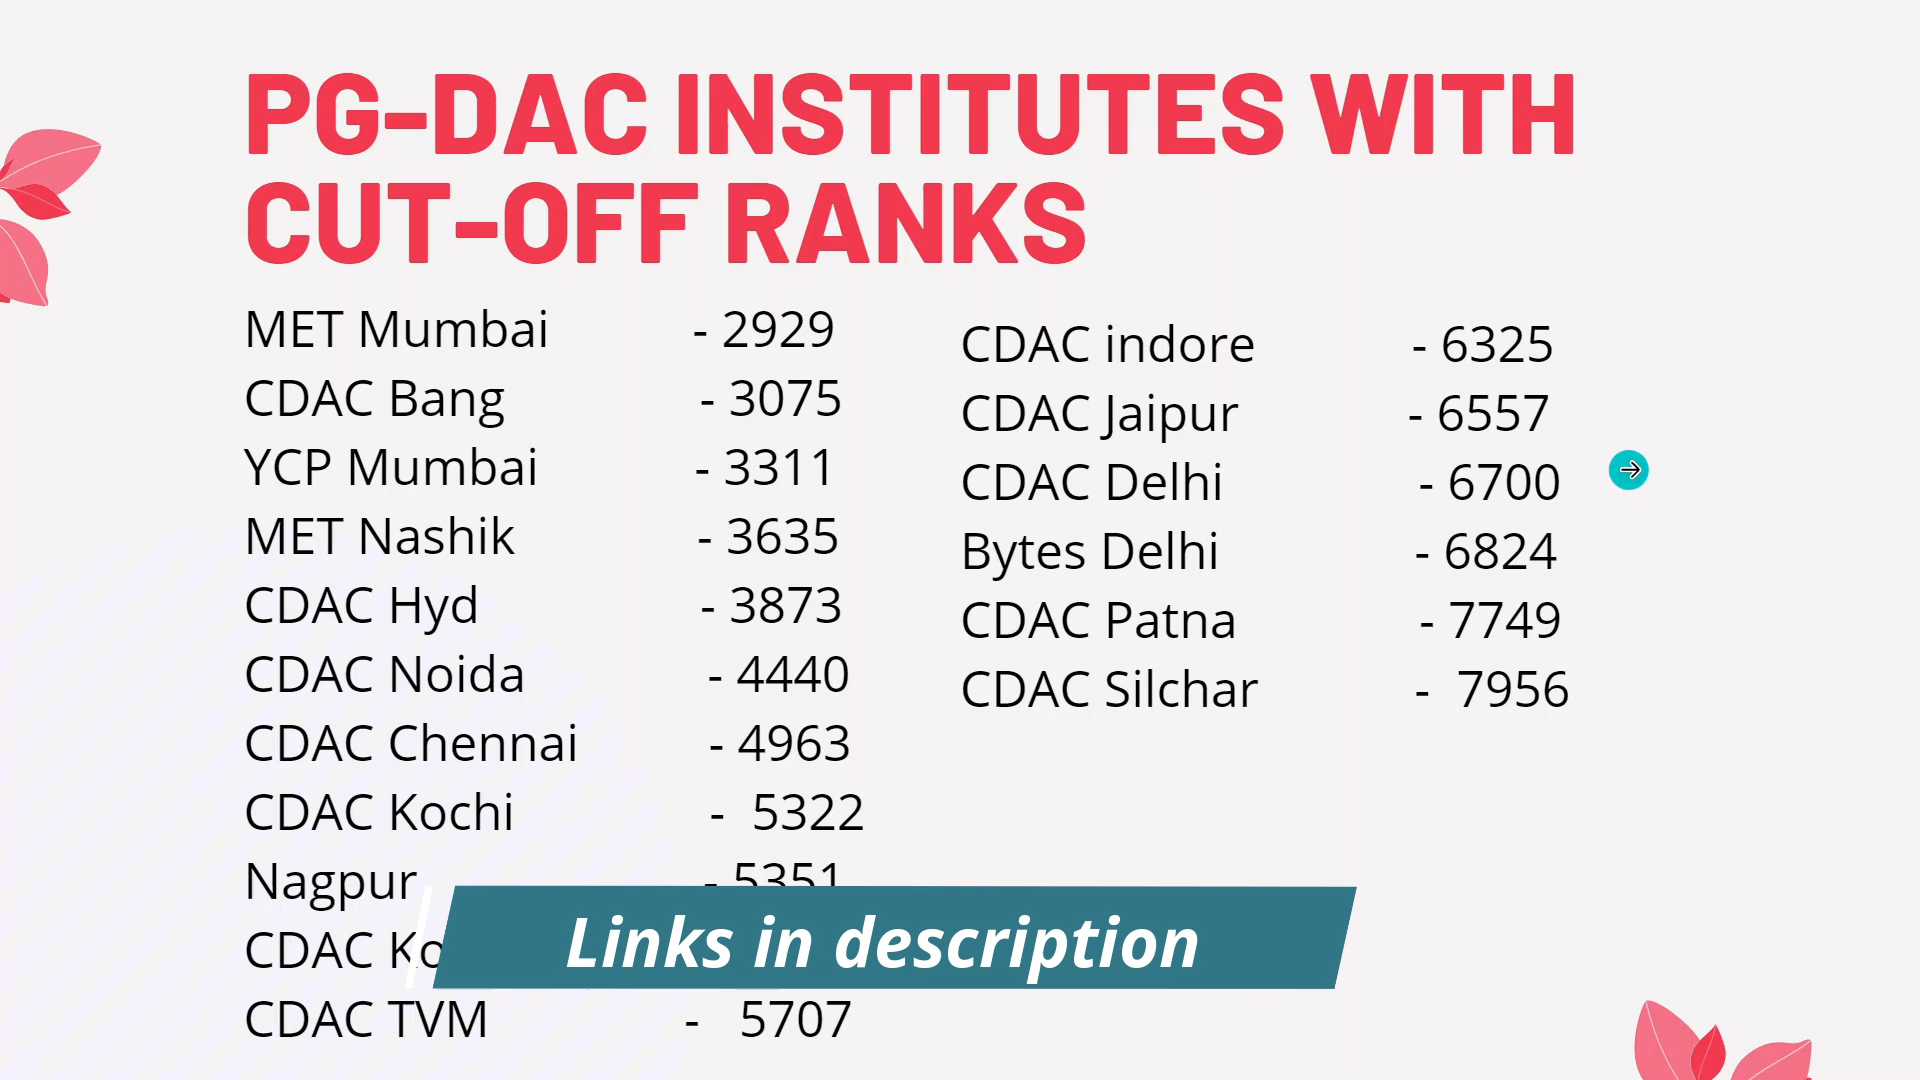 PG-DAC INSTITUTES WITH
CUT-OFF RANKS
MET Mumbai - 2929
CDAC Bang - 3075
YCP Mumbai - 3311
MET Nashik - 3635
CDAC Hyd - 3873
CDAC Noida - 4440
CDAC Chennai - 4963
CDAC Kochi - 5322
Nagpur - 5351
CDAC
CDAC TVM - 5707
CDAC indore - 6325
CDAC Jaipur - 6557
CDAC Delhi - 6700
Bytes Delhi - 6824
CDAC Patna - 7749
CDAC Silchar - 7956
Links in description